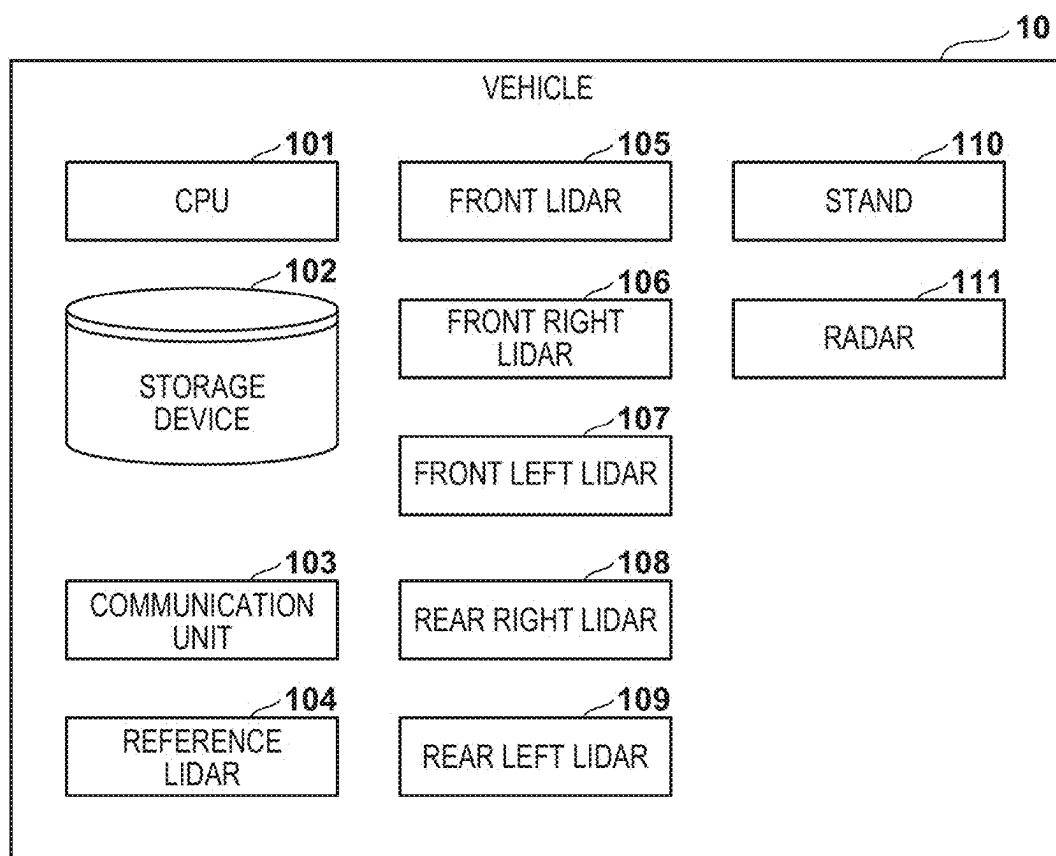 10
VEHICLE
101
CPU
102
STORAGE
DEVICE
103
COMMUNICATION
UNIT
104
REFERENCE
LIDAR
105
FRONT LIDAR
106
FRONT RIGHT
LIDAR
107
FRONT LEFT LIDAR
108
REAR RIGHT LIDAR
109
REAR LEFT LIDAR
110
STAND
111
RADAR